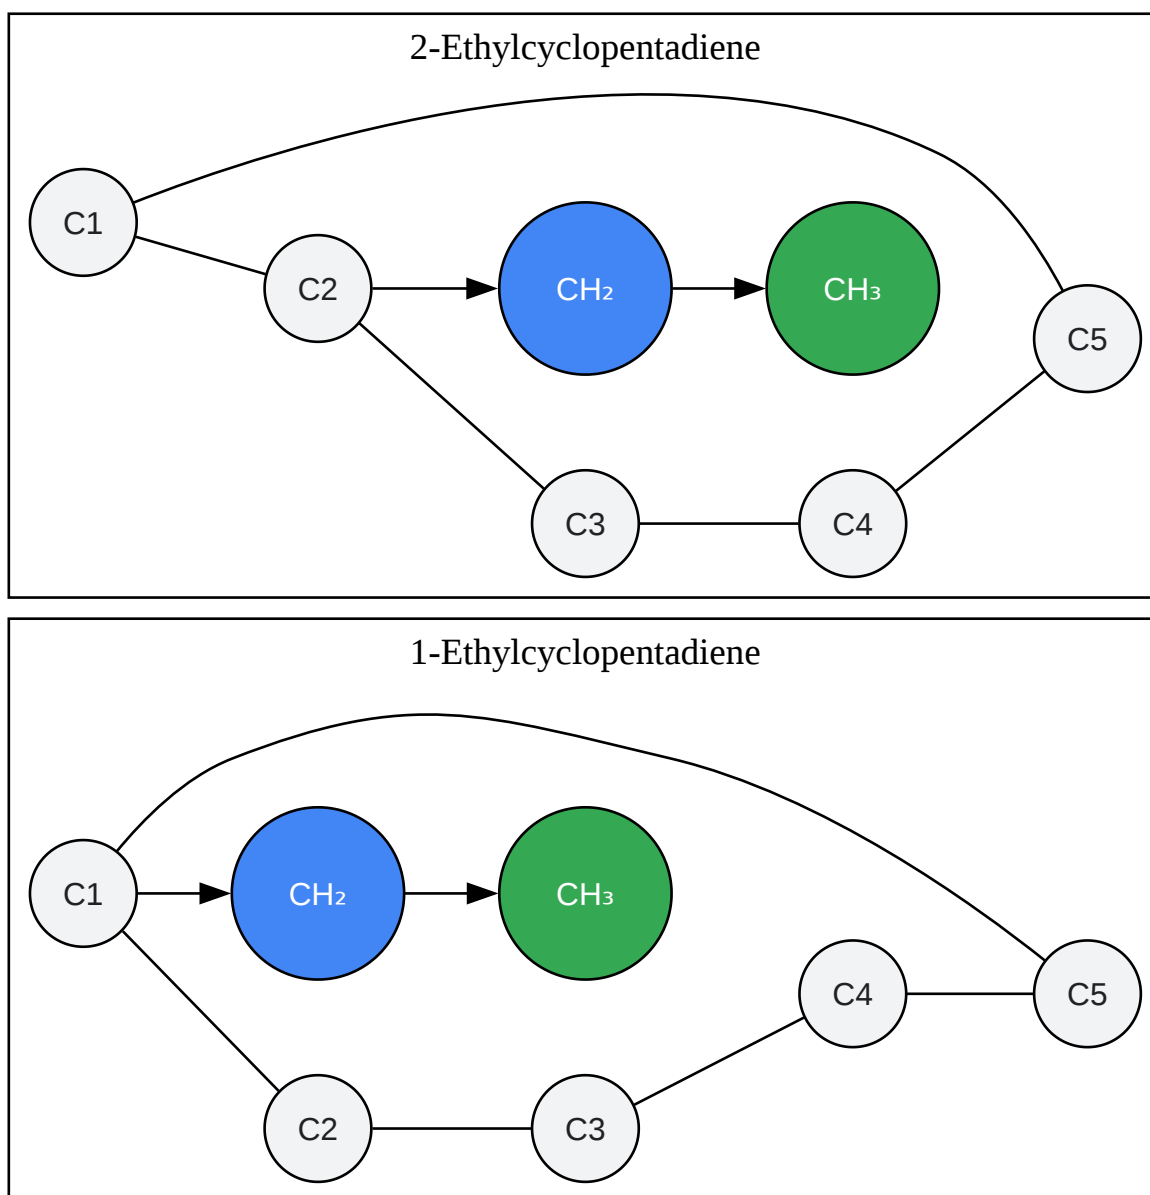 2-Ethylcyclopentadiene
C1
C2
CH₂
CH₃
C5
C3
C4
1-Ethylcyclopentadiene
C1
CH₂
CH₃
C4
C5
C2
C3